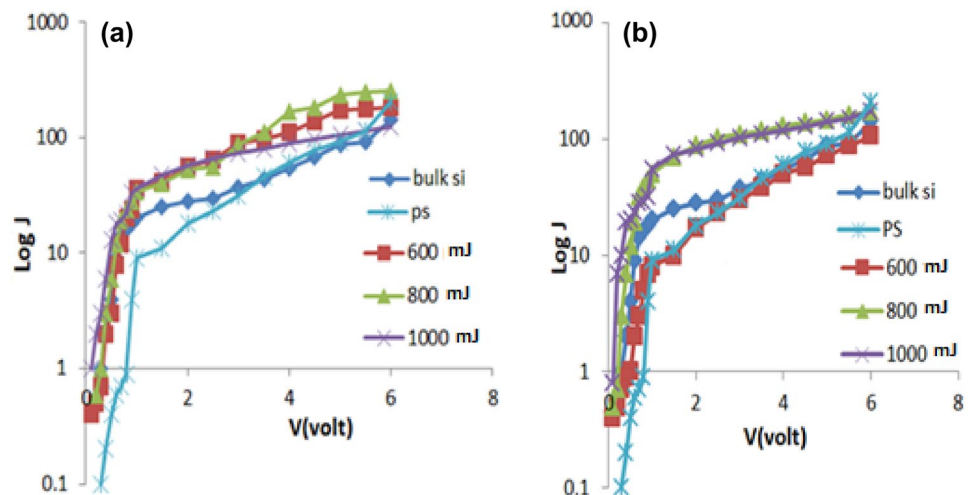 (a)
1000
100
10
1
0.1
Log J
0 2 4 6 8
V(volt)
bulk si
ps
600 mJ
800 mJ
1000 mJ
(b)
1000
100
10
1
0.1
Log J
0 2 4 6 8
V(volt)
bulk si
PS
600 mJ
800 mJ
1000 mJ